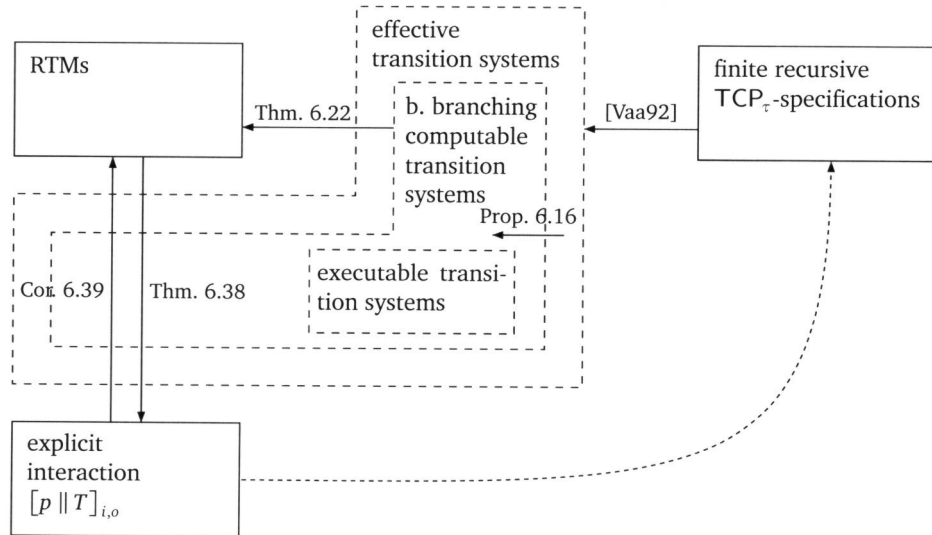 RTMs
effective
transition systems
b. branching
computable
transition
systems
Thm. 6.22
[Vaa92]
finite recursive
TCPτ-specifications
Prop. 6.16
executable transi-
tion systems
Cor. 6.39
Thm. 6.38
explicit
interaction
[p ∥ T]i,o